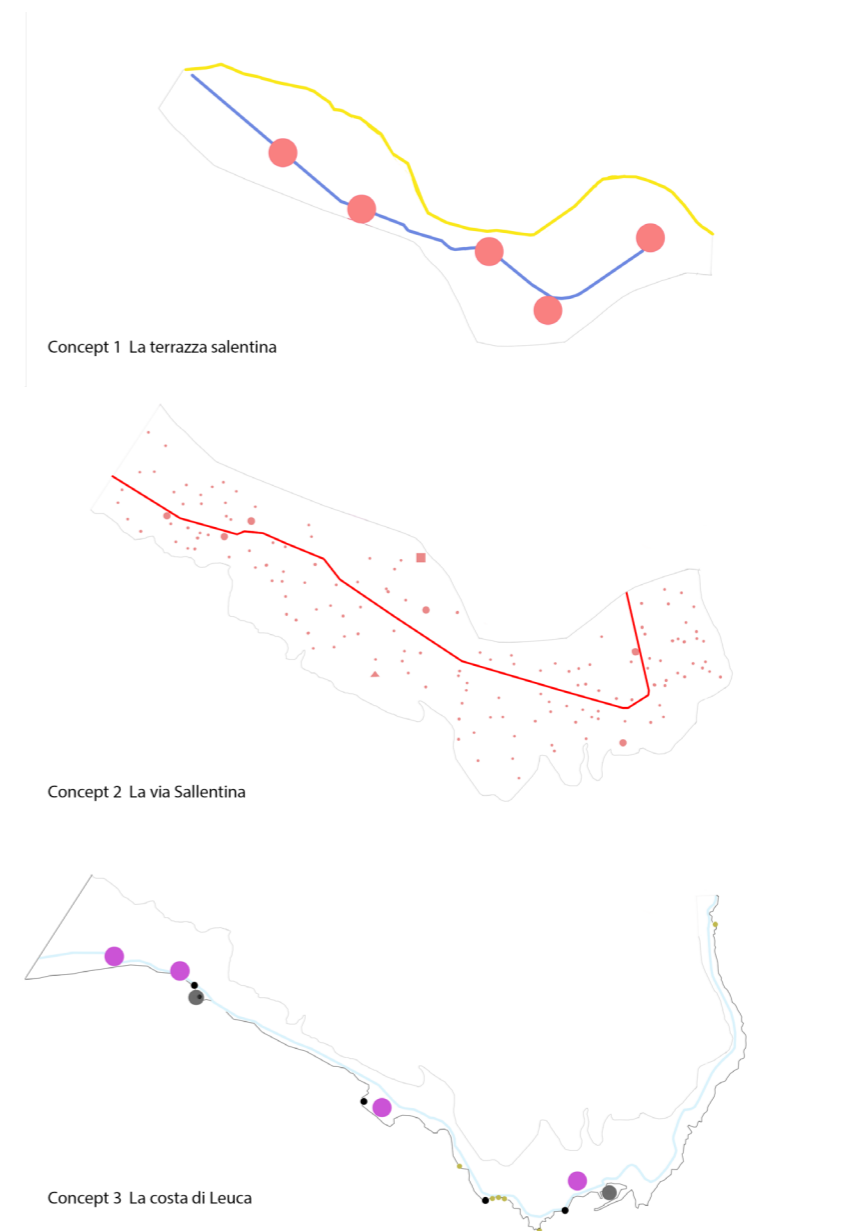 Concept 1 La terrazza salentina
Concept 2 La via Sallentina
Concept 3 La costa di Leuca